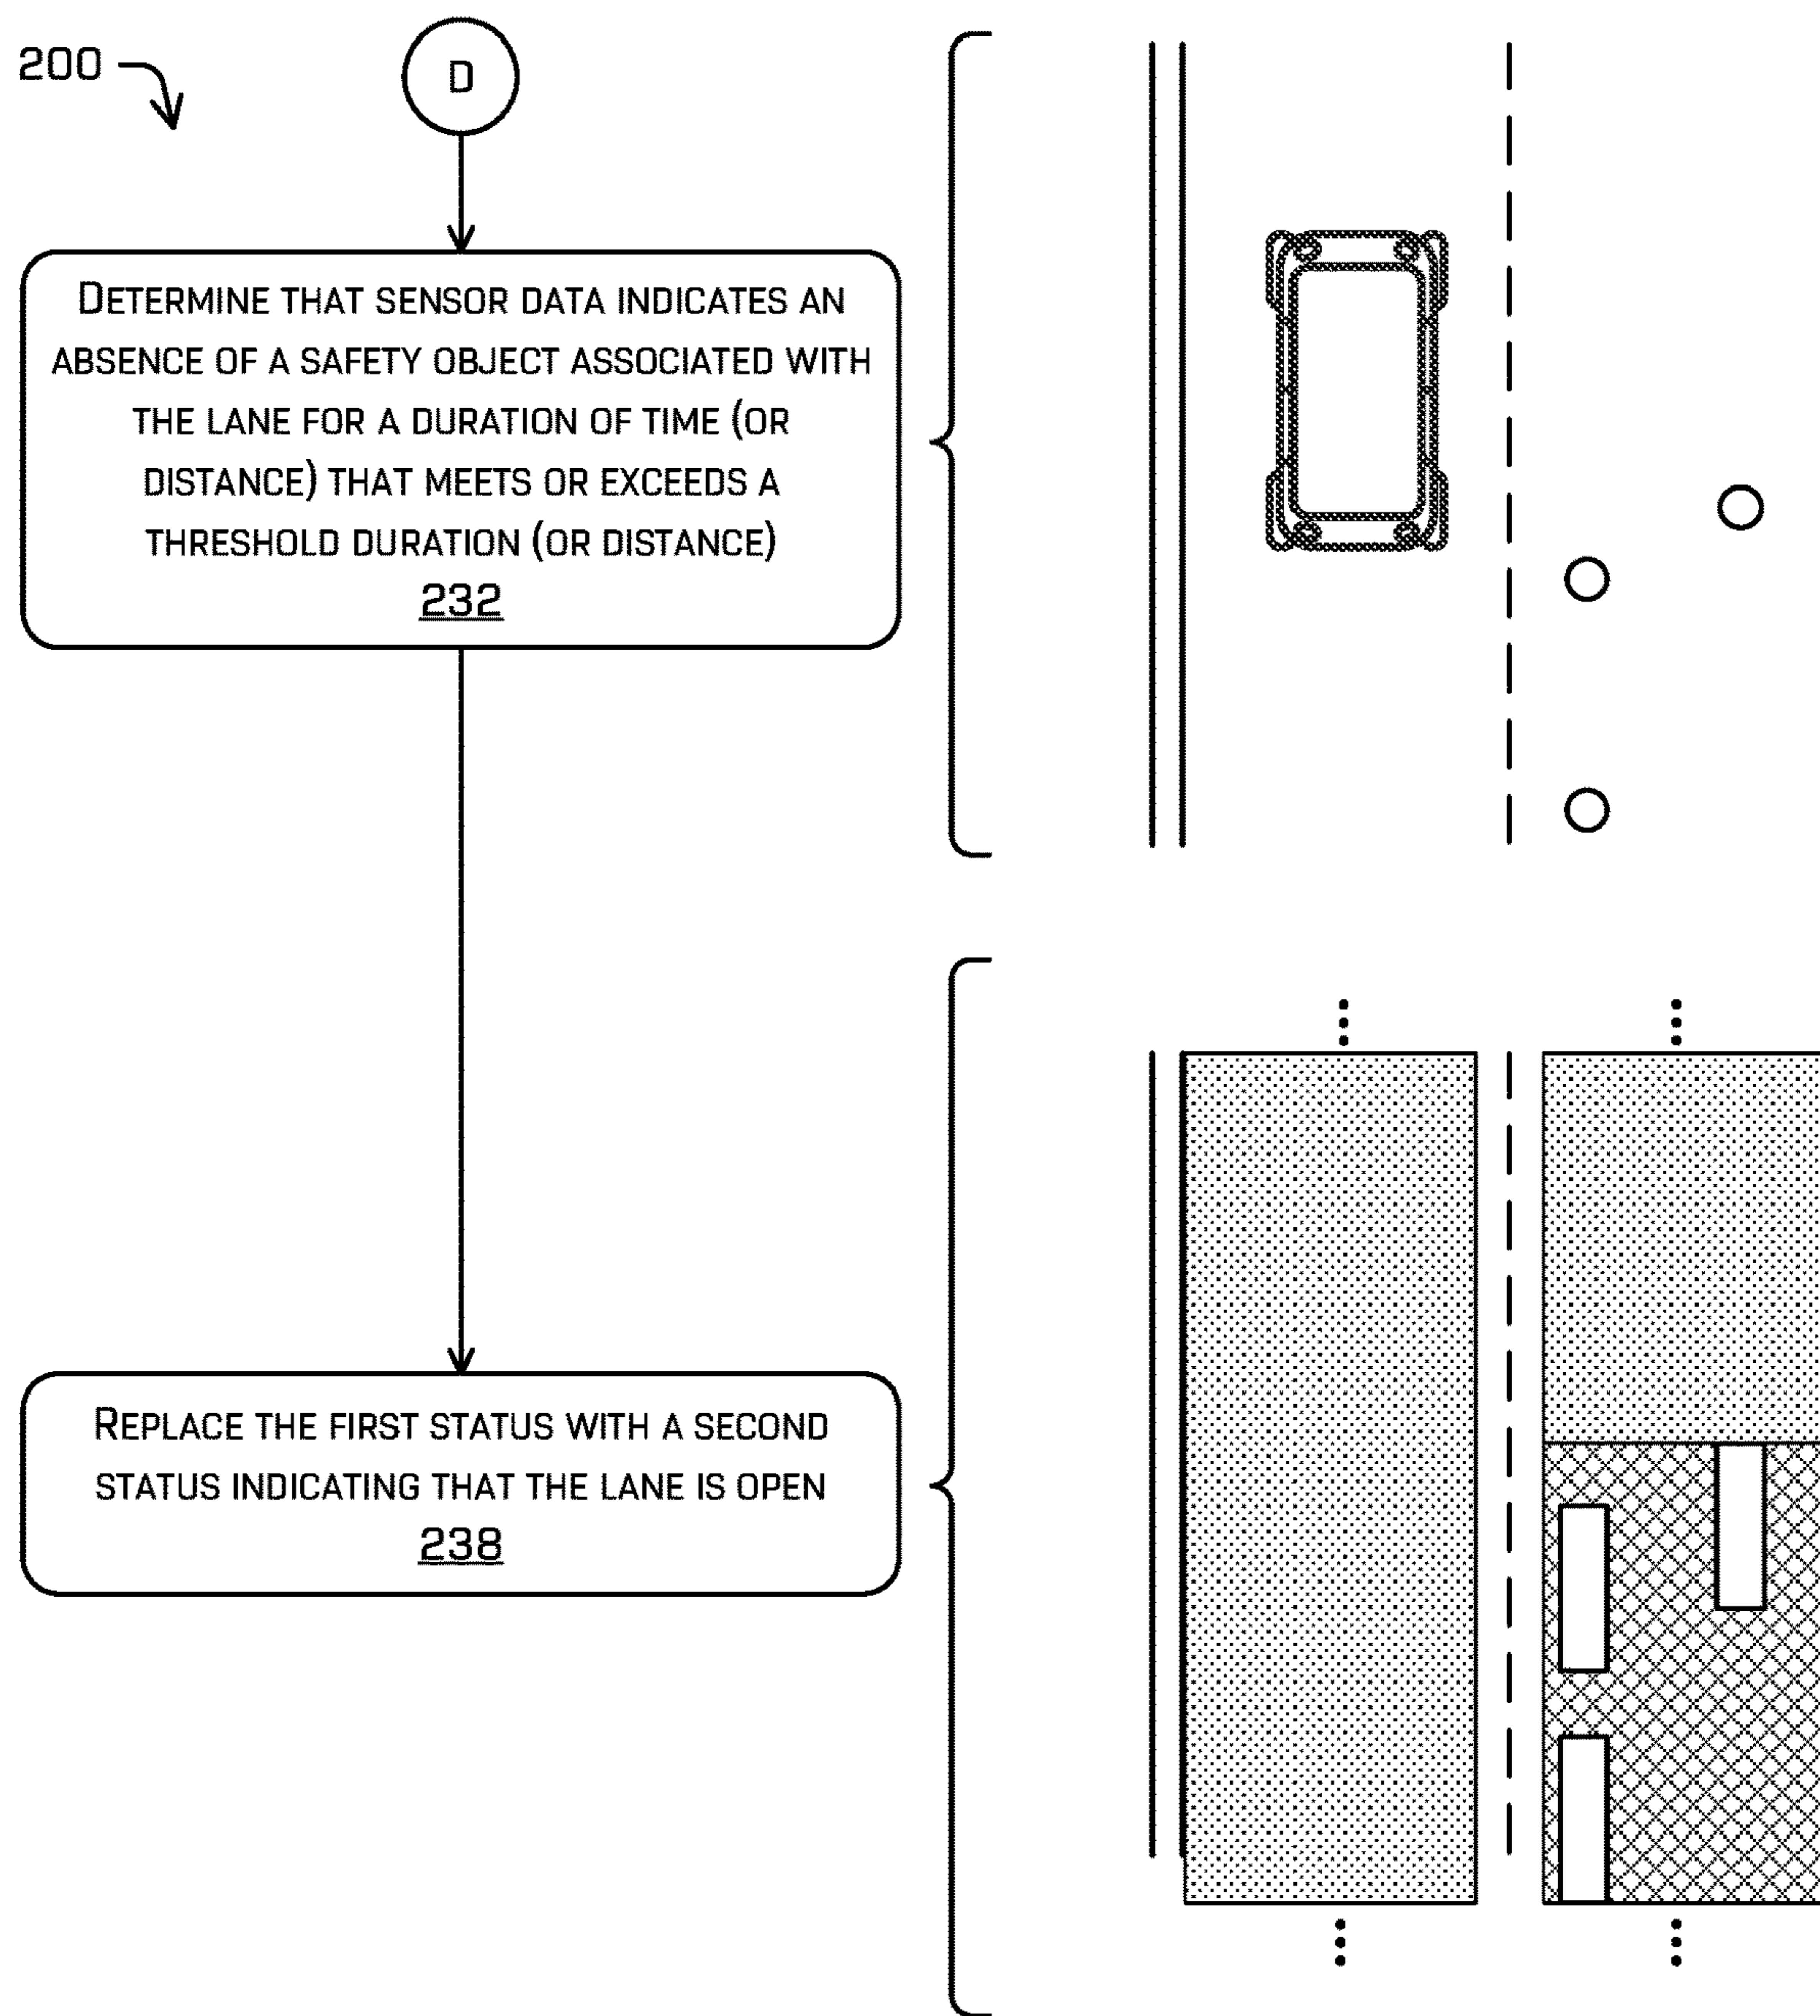 200
D
DETERMINE THAT SENSOR DATA INDICATES AN
ABSENCE OF A SAFETY OBJECT ASSOCIATED WITH
THE LANE FOR A DURATION OF TIME (OR
DISTANCE) THAT MEETS OR EXCEEDS A
THRESHOLD DURATION (OR DISTANCE)
232
REPLACE THE FIRST STATUS WITH A SECOND
STATUS INDICATING THAT THE LANE IS OPEN
238